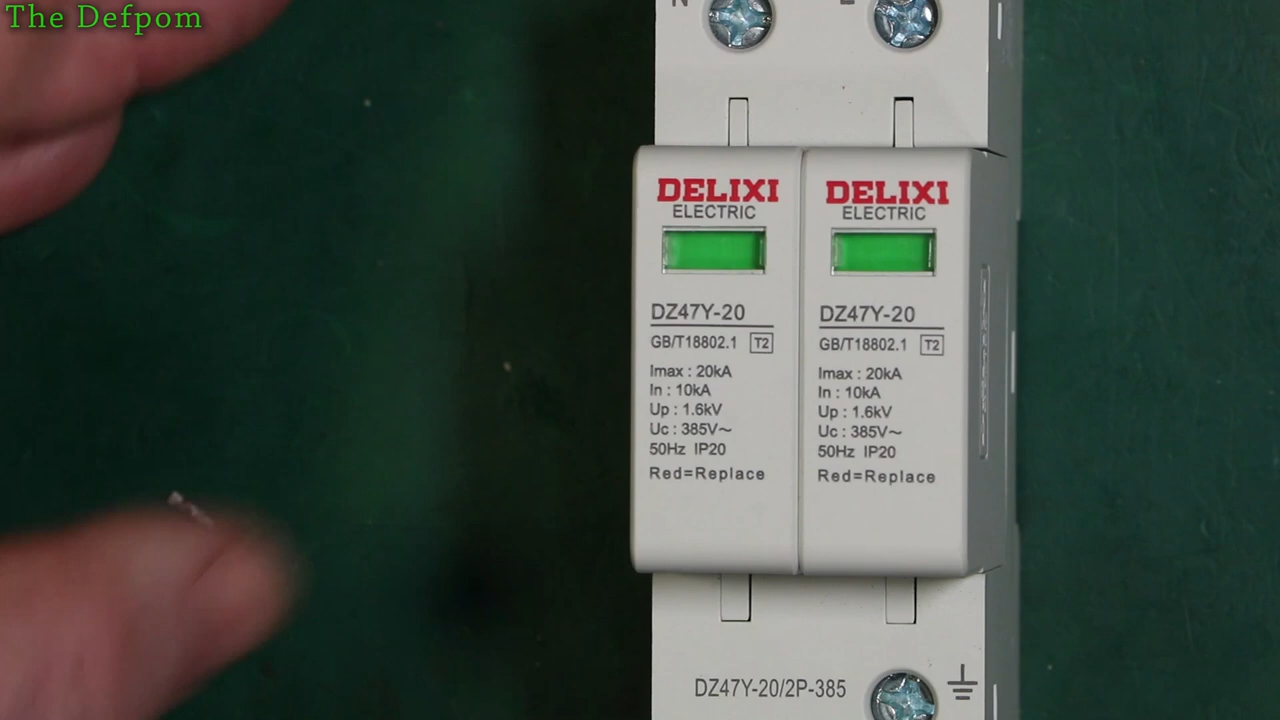 The Defpom
N L
DELIXI
ELECTRIC
DZ47Y-20
GB/T18802.1 T2
Imax : 20kA
In : 10kA
Up : 1.6kV
Uc : 385V~
50Hz IP20
Red=Replace
DELIXI
ELECTRIC
DZ47Y-20
GB/T18802.1 T2
Imax : 20kA
In : 10kA
Up : 1.6kV
Uc : 385V~
50Hz IP20
Red=Replace
DZ47Y-20/2P-385